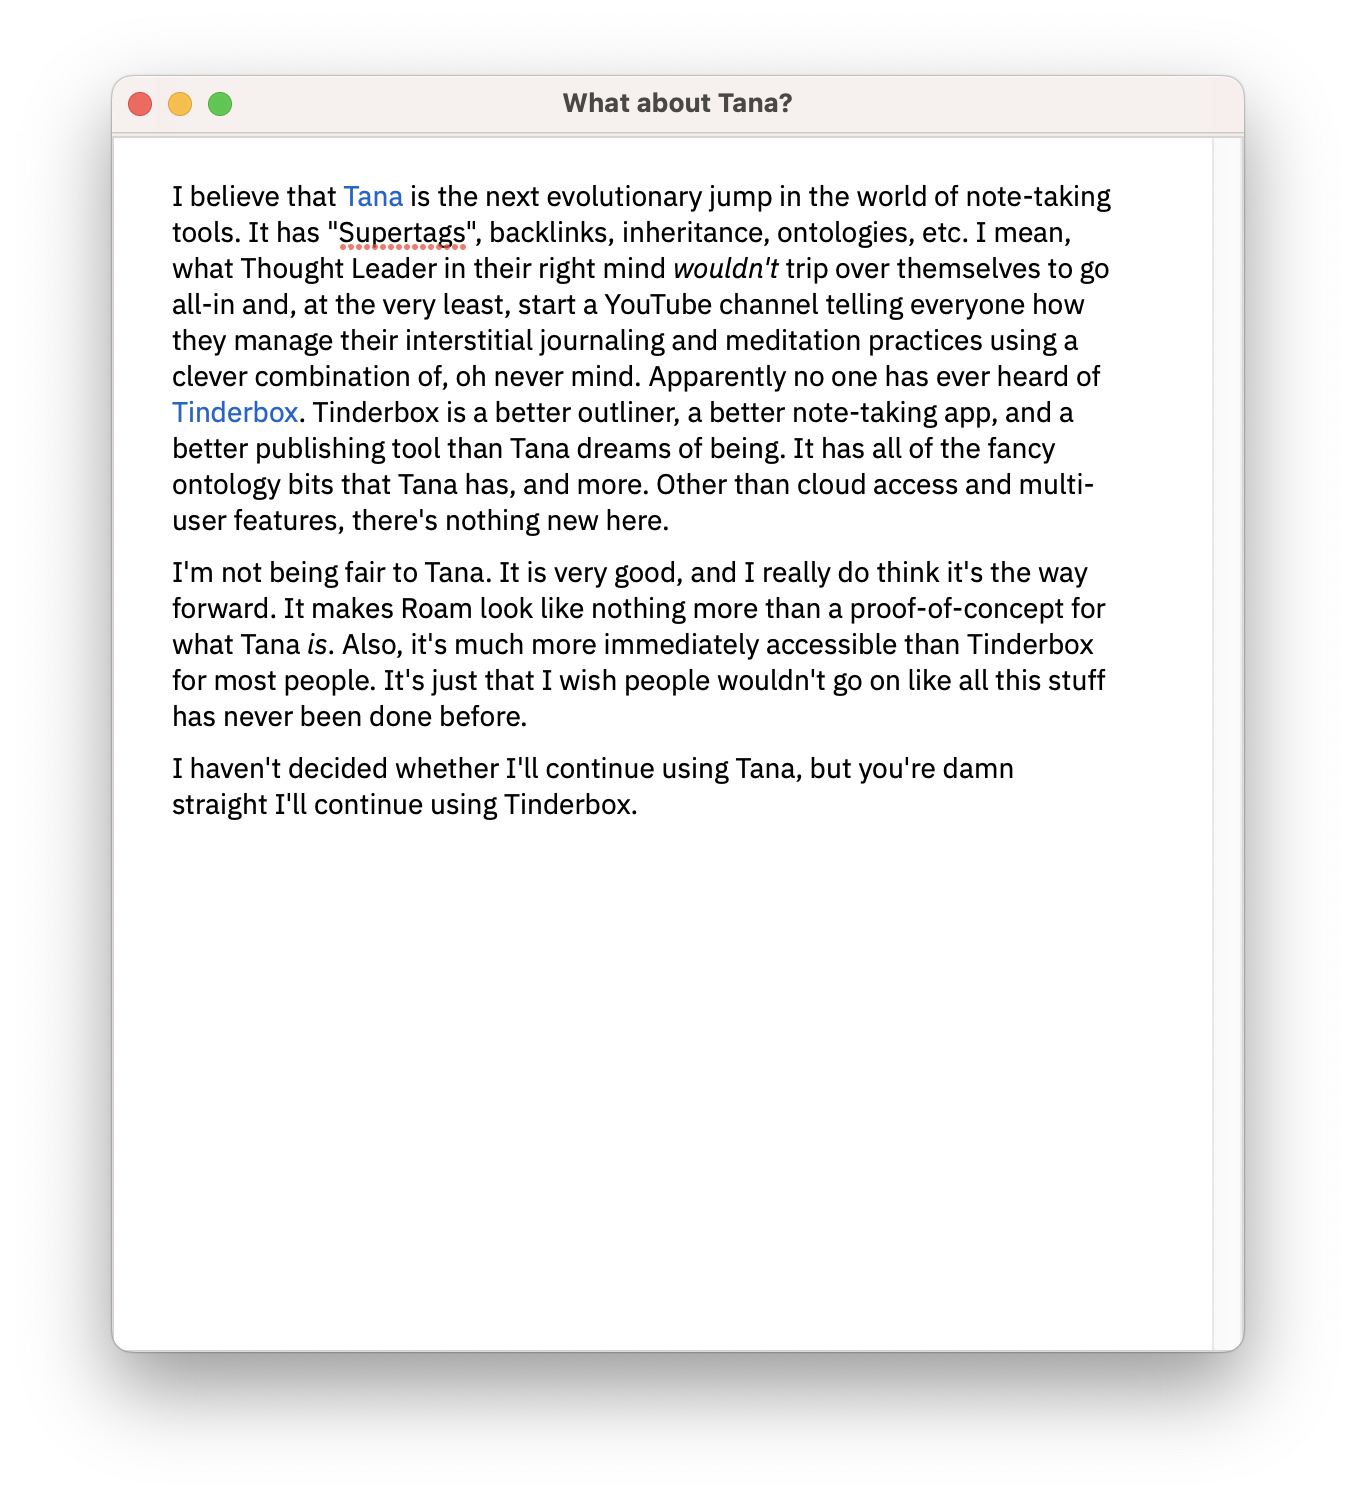 What about Tana?
I believe that Tana is the next evolutionary jump in the world of note-taking
tools. It has "Supertags", backlinks, inheritance, ontologies, etc. I mean,
what Thought Leader in their right mind wouldn't trip over themselves to go
all-in and, at the very least, start a YouTube channel telling everyone how
they manage their interstitial journaling and meditation practices using a
clever combination of, oh never mind. Apparently no one has ever heard of
Tinderbox. Tinderbox is a better outliner, a better note-taking app, and a
better publishing tool than Tana dreams of being. It has all of the fancy
ontology bits that Tana has, and more. Other than cloud access and multi-
user features, there's nothing new here.
I'm not being fair to Tana. It is very good, and I really do think it's the way
forward. It makes Roam look like nothing more than a proof-of-concept for
what Tana is. Also, it's much more immediately accessible than Tinderbox
for most people. It's just that I wish people wouldn't go on like all this stuff
has never been done before.
I haven't decided whether I'll continue using Tana, but you're damn
straight I'll continue using Tinderbox.